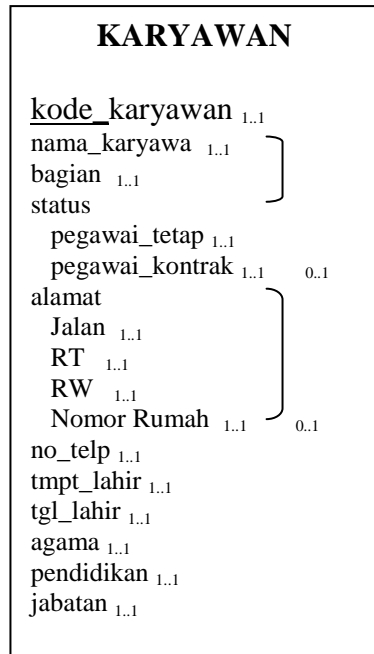 KARYAWAN
kode_karyawan 1..1
nama_karyawa 1..1
bagian 1..1
status
pegawai_tetap 1..1
pegawai_kontrak 1..1 0..1
alamat
Jalan 1..1
RT 1..1
RW 1..1
Nomor Rumah 1..1 0..1
no_telp 1..1
tmpt_lahir 1..1
tgl_lahir 1..1
agama 1..1
pendidikan 1..1
jabatan 1..1